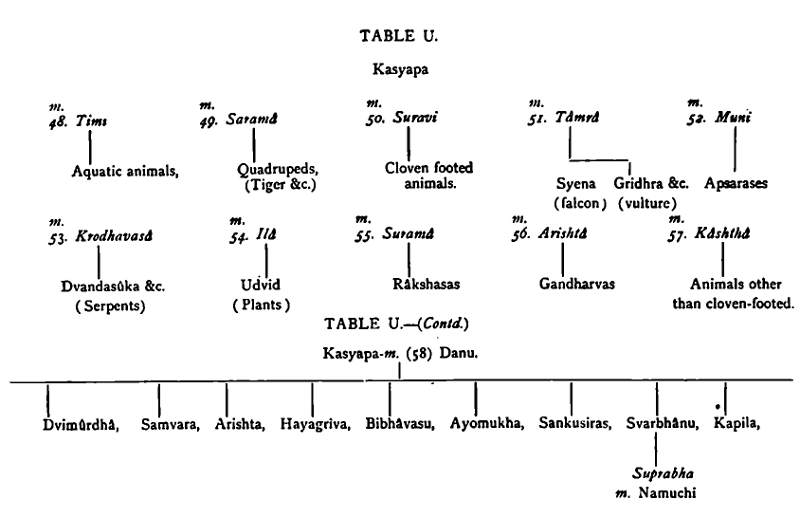 TABLE U.
Kasyapa
m. m. m. m. m.
48. Timi 49. Saramâ 50. Suravi 51. Tâmrâ 52. Muni
Aquatic animals, Quadrupeds, (Tiger &c.) Cloven footed animals. Syena (falcon) Gridhra &c. (vulture) Apsarases
m. m. m. m. m.
53. Krodhavasâ 54. Ilâ 55. Suramâ 56. Arishtâ 57. Kâshthâ
Dvandasûka &c. (Serpents) Udvid (Plants) Râkshasas Gandharvas Animals other than cloven-footed.
TABLE U.—(Contd.)
Kasyapa-m. (58) Danu.
Dvimûrdhâ, Samvara, Arishta, Hayagriva, Bibhâvasu, Ayomukha, Sankusiras, Svarbhânu, Kapila,
Suprabha
m. Namuchi